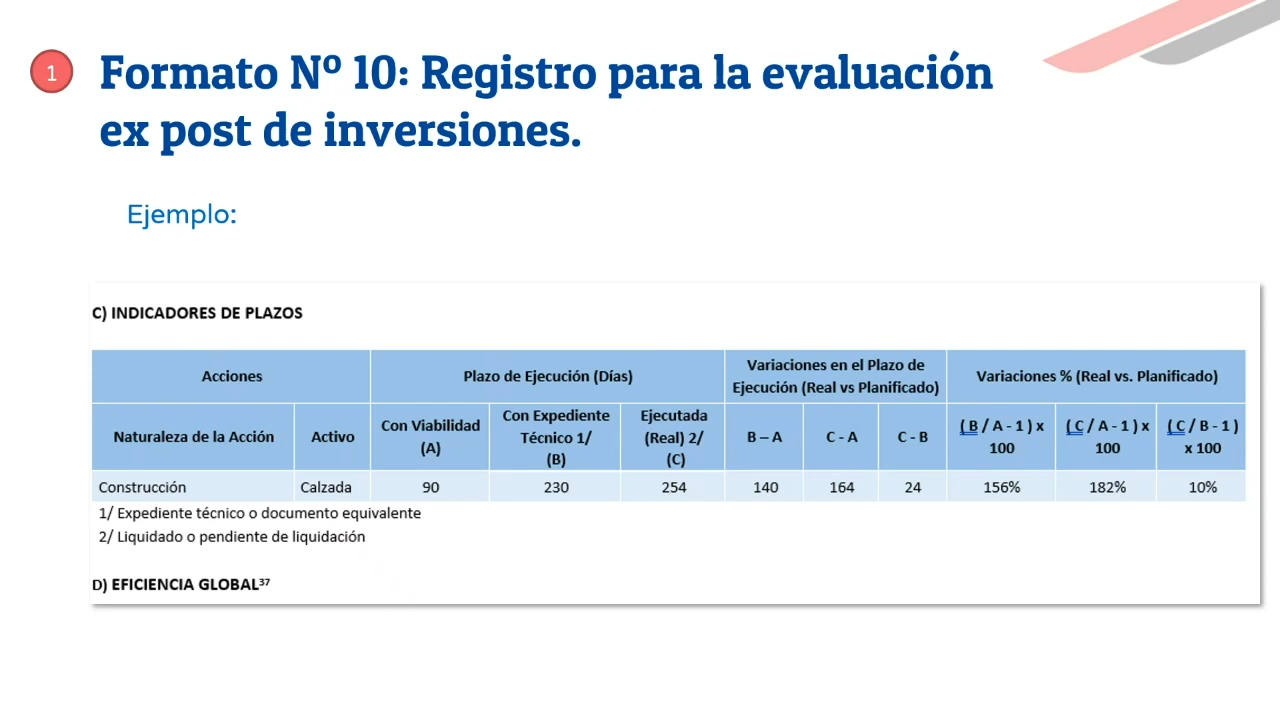 1
Formato Nº 10: Registro para la evaluación
ex post de inversiones.
Ejemplo:
C) INDICADORES DE PLAZOS
Acciones
Plazo de Ejecución (Días)
Variaciones en el Plazo de
Ejecución (Real vs Planificado)
Variaciones % (Real vs. Planificado)
Naturaleza de la Acción
Activo
Con Viabilidad
(A)
Con Expediente
Técnico 1/
(B)
Ejecutada
(Real) 2/
(C)
B – A
C - A
C - B
( B / A - 1 ) x
100
( C / A - 1 ) x
100
( C / B - 1 )
x 100
Construcción
Calzada
90
230
254
140
164
24
156%
182%
10%
1/ Expediente técnico o documento equivalente
2/ Liquidado o pendiente de liquidación
D) EFICIENCIA GLOBAL³⁷